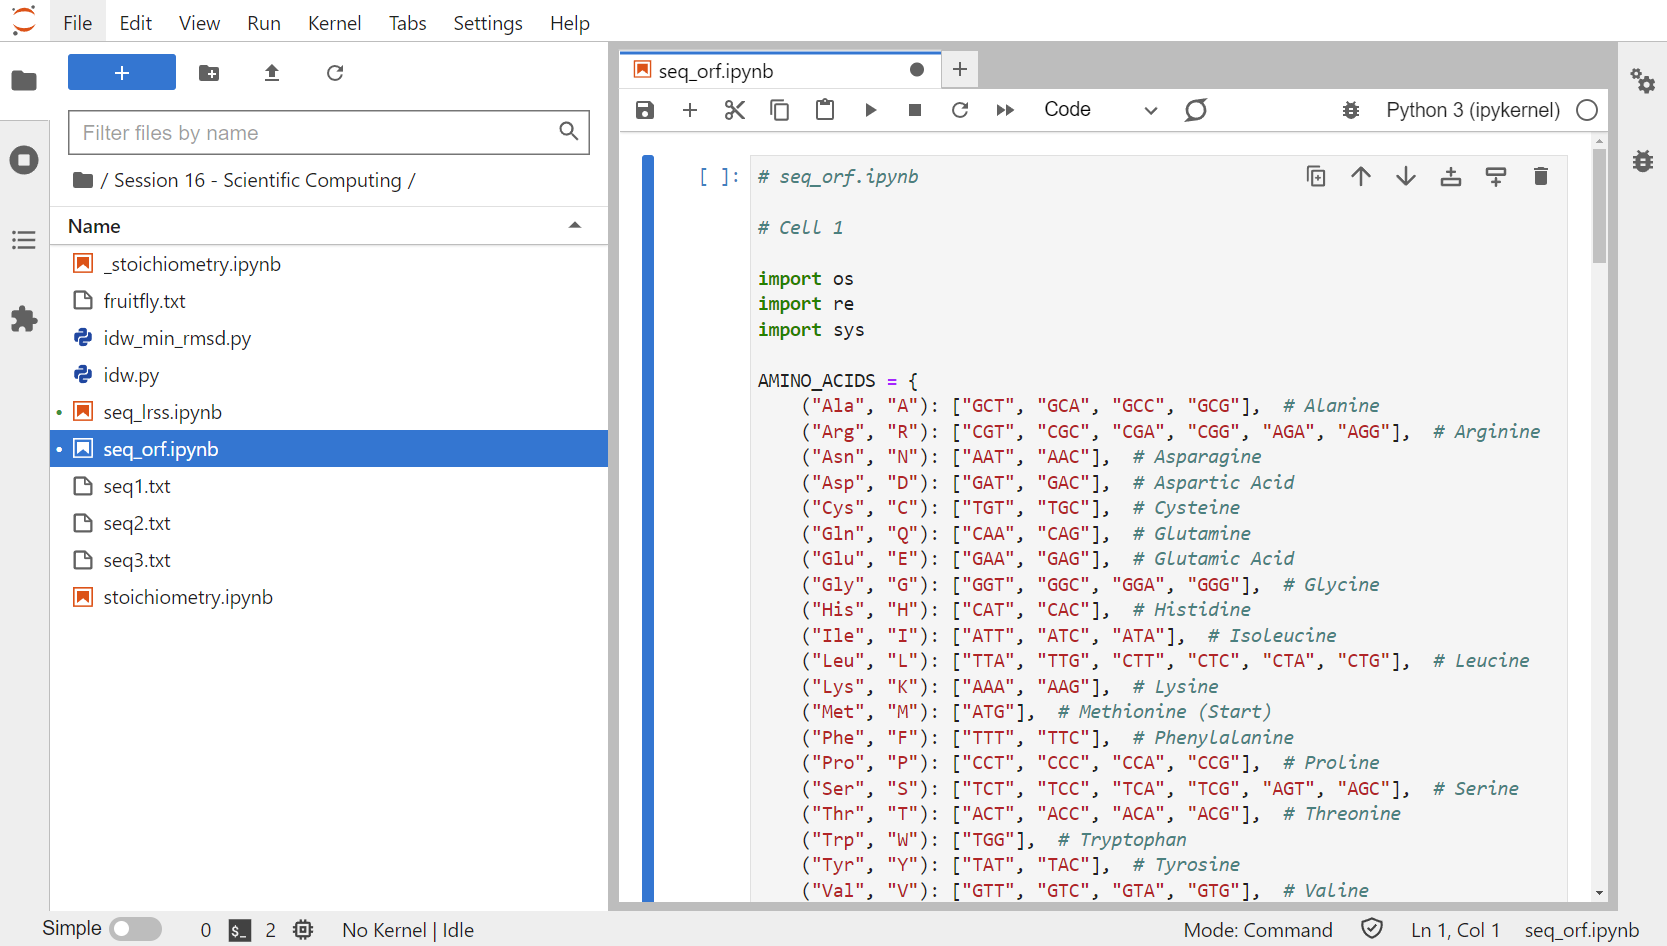 File Edit View Run Kernel Tabs Settings Help
+
Filter files by name
/ Session 16 - Scientific Computing /
Name
_stoichiometry.ipynb
fruitfly.txt
idw_min_rmsd.py
idw.py
seq_lrss.ipynb
seq_orf.ipynb
seq1.txt
seq2.txt
seq3.txt
stoichiometry.ipynb
seq_orf.ipynb
Code Python 3 (ipykernel)
[ ]: # seq_orf.ipynb
# Cell 1
import os
import re
import sys
AMINO_ACIDS = {
("Ala", "A"): ["GCT", "GCA", "GCC", "GCG"], # Alanine
("Arg", "R"): ["CGT", "CGC", "CGA", "CGG", "AGA", "AGG"], # Arginine
("Asn", "N"): ["AAT", "AAC"], # Asparagine
("Asp", "D"): ["GAT", "GAC"], # Aspartic Acid
("Cys", "C"): ["TGT", "TGC"], # Cysteine
("Gln", "Q"): ["CAA", "CAG"], # Glutamine
("Glu", "E"): ["GAA", "GAG"], # Glutamic Acid
("Gly", "G"): ["GGT", "GGC", "GGA", "GGG"], # Glycine
("His", "H"): ["CAT", "CAC"], # Histidine
("Ile", "I"): ["ATT", "ATC", "ATA"], # Isoleucine
("Leu", "L"): ["TTA", "TTG", "CTT", "CTC", "CTA", "CTG"], # Leucine
("Lys", "K"): ["AAA", "AAG"], # Lysine
("Met", "M"): ["ATG"], # Methionine (Start)
("Phe", "F"): ["TTT", "TTC"], # Phenylalanine
("Pro", "P"): ["CCT", "CCC", "CCA", "CCG"], # Proline
("Ser", "S"): ["TCT", "TCC", "TCA", "TCG", "AGT", "AGC"], # Serine
("Thr", "T"): ["ACT", "ACC", "ACA", "ACG"], # Threonine
("Trp", "W"): ["TGG"], # Tryptophan
("Tyr", "Y"): ["TAT", "TAC"], # Tyrosine
("Val", "V"): ["GTT", "GTC", "GTA", "GTG"], # Valine
Simple 0 $_ 2 No Kernel | Idle Mode: Command Ln 1, Col 1 seq_orf.ipynb